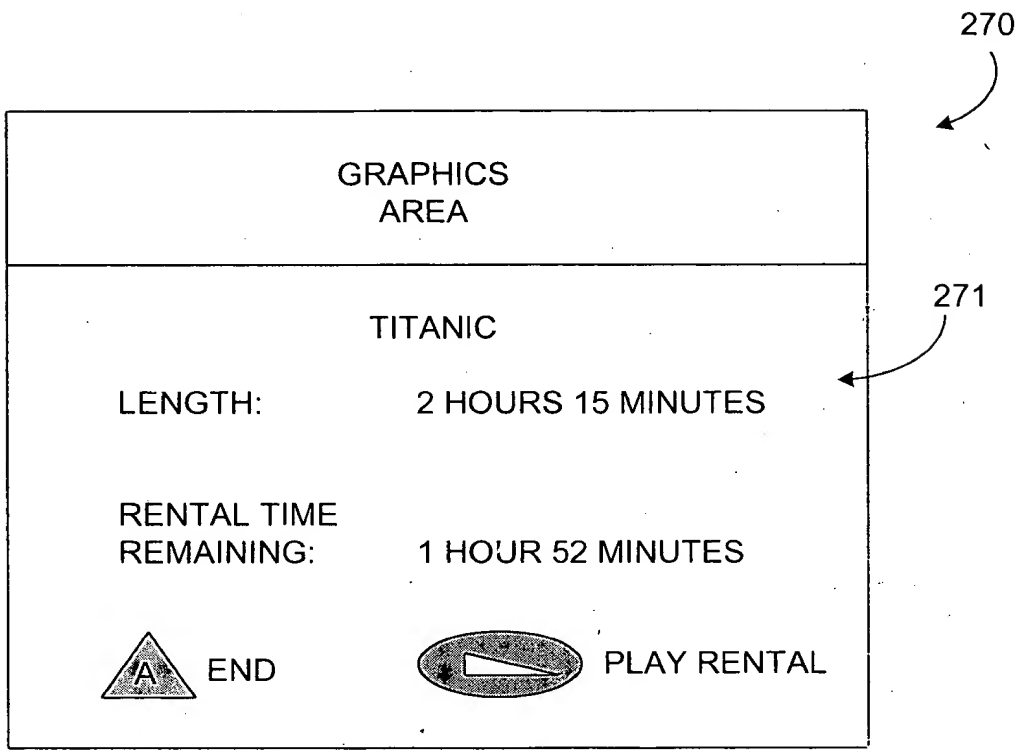 270
GRAPHICS
AREA
271
TITANIC
LENGTH: 2 HOURS 15 MINUTES
RENTAL TIME
REMAINING: 1 HOUR 52 MINUTES
A END PLAY RENTAL